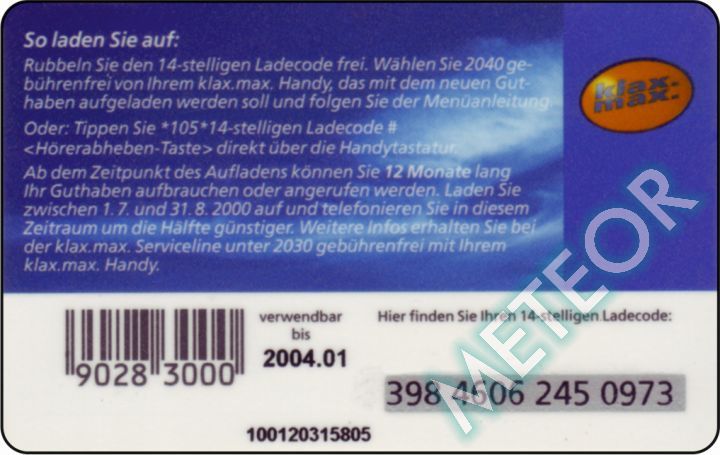 So laden Sie auf:
Rubbeln Sie den 14-stelligen Ladecode frei. Wählen Sie 2040 ge-
bührenfrei von Ihrem klax.max. Handy, das mit dem neuen Gut-
haben aufgeladen werden soll und folgen Sie der Menüanleitung.
Oder: Tippen Sie *105*14-stelligen Ladecode #
<Hörerabheben-Taste> direkt über die Handytastatur.
Ab dem Zeitpunkt des Aufladens können Sie 12 Monate lang
Ihr Guthaben aufbrauchen oder angerufen werden. Laden Sie
zwischen 1. 7. und 31. 8. 2000 auf und telefonieren Sie in diesem
Zeitraum um die Hälfte günstiger. Weitere Infos erhalten Sie bei
der klax.max. Serviceline unter 2030 gebührenfrei mit Ihrem
klax.max. Handy.
klax.
max.
METEOR
verwendbar
bis
2004.01
Hier finden Sie Ihren 14-stelligen Ladecode:
9028 3000
398 4606 245 0973
100120315805